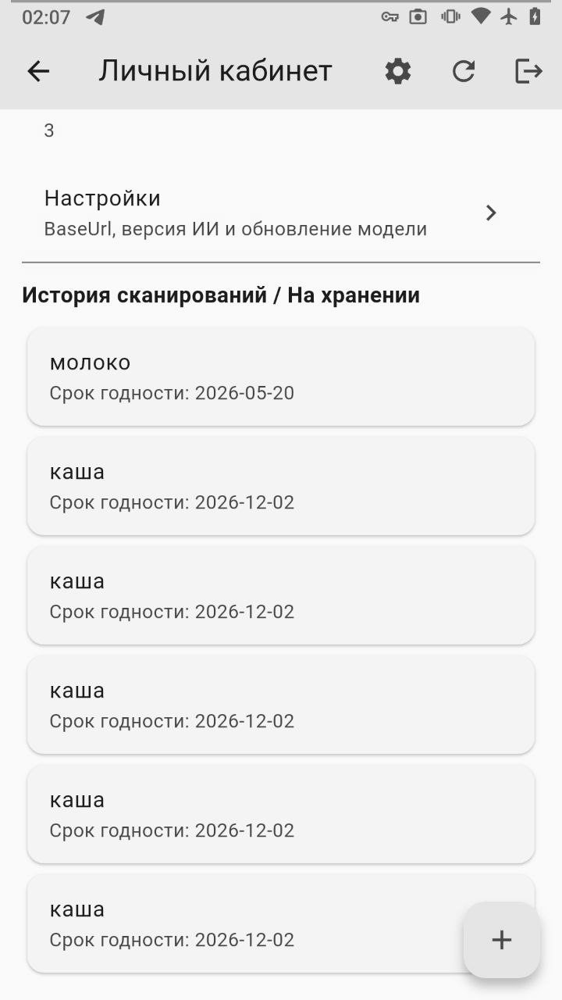 02:07
Личный кабинет
3
Настройки
BaseUrl, версия ИИ и обновление модели
История сканирований / На хранении
молоко
Срок годности: 2026-05-20
каша
Срок годности: 2026-12-02
каша
Срок годности: 2026-12-02
каша
Срок годности: 2026-12-02
каша
Срок годности: 2026-12-02
каша
Срок годности: 2026-12-02